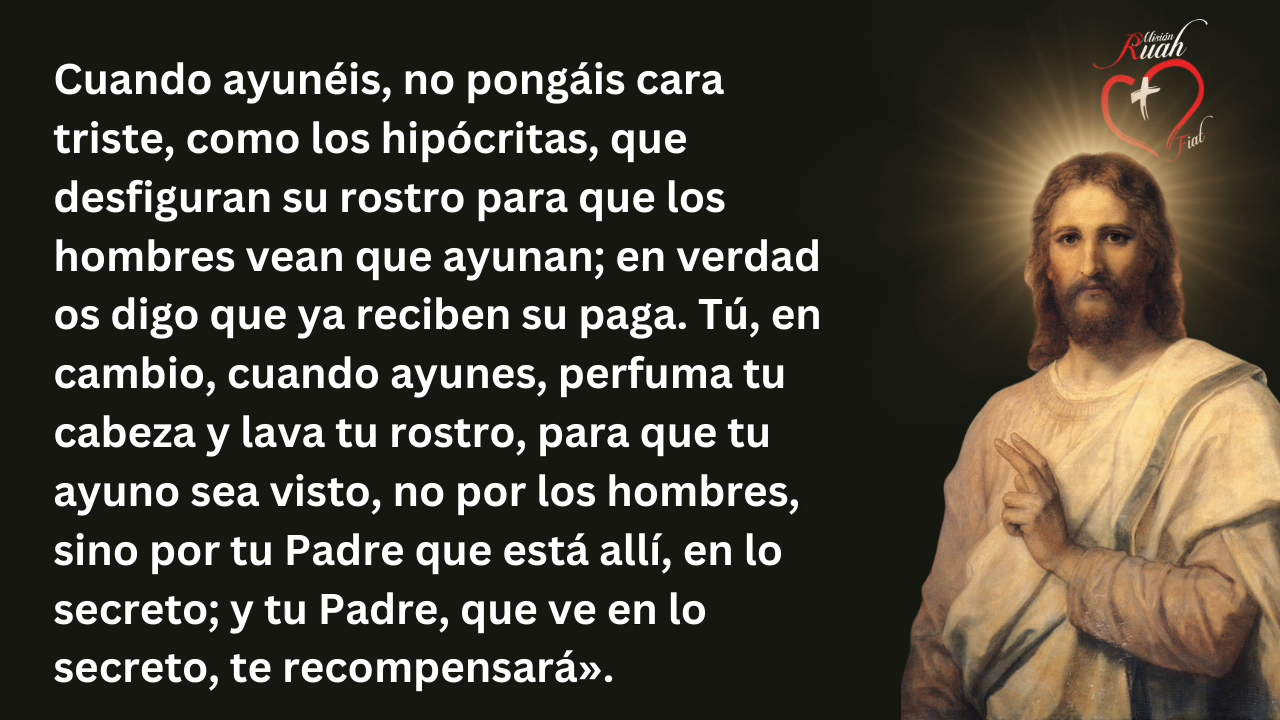 Cuando ayunéis, no pongáis cara
triste, como los hipócritas, que
desfiguran su rostro para que los
hombres vean que ayunan; en verdad
os digo que ya reciben su paga. Tú, en
cambio, cuando ayunes, perfuma tu
cabeza y lava tu rostro, para que tu
ayuno sea visto, no por los hombres,
sino por tu Padre que está allí, en lo
secreto; y tu Padre, que ve en lo
secreto, te recompensará».
Misión
Ruah
Fiat